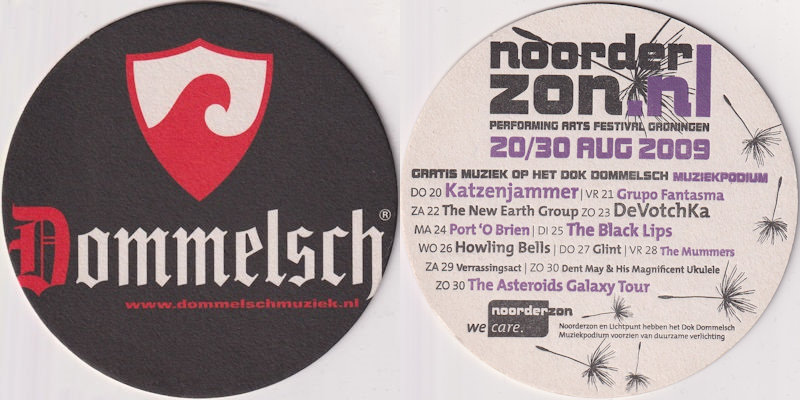 Dommelsch®
www.dommelschmuziek.nl
noorder
zon.nl
PERFORMING ARTS FESTIVAL GRONINGEN
20/30 AUG 2009
GRATIS MUZIEK OP HET DOK DOMMELSCH MUZIEKPODIUM
DO 20 Katzenjammer | VR 21 Grupo Fantasma
ZA 22 The New Earth Group ZO 23 DeVotchKa
MA 24 Port 'O Brien | DI 25 The Black Lips
WO 26 Howling Bells | DO 27 Glint | VR 28 The Mummers
ZA 29 Verrassingsact | ZO 30 Dent May & His Magnificent Ukulele
ZO 30 The Asteroids Galaxy Tour
noorderzon
we care.
Noorderzon en Lichtpunt hebben het Dok Dommelsch
Muziekpodium voorzien van duurzame verlichting